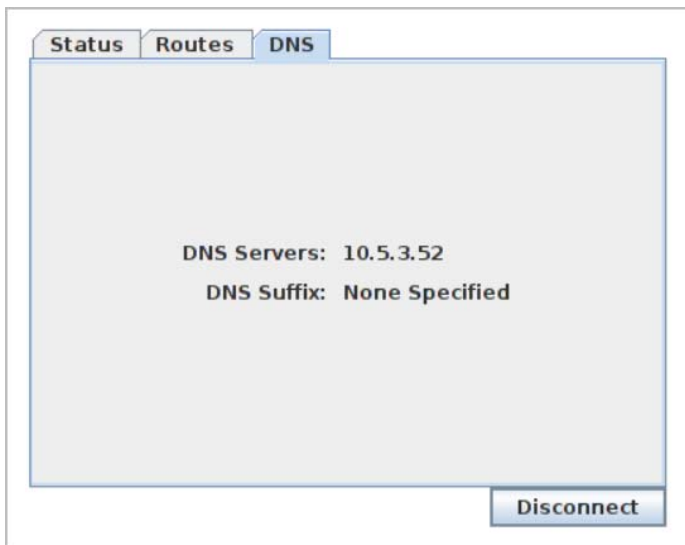 Status Routes DNS
DNS Servers: 10.5.3.52
DNS Suffix: None Specified
Disconnect